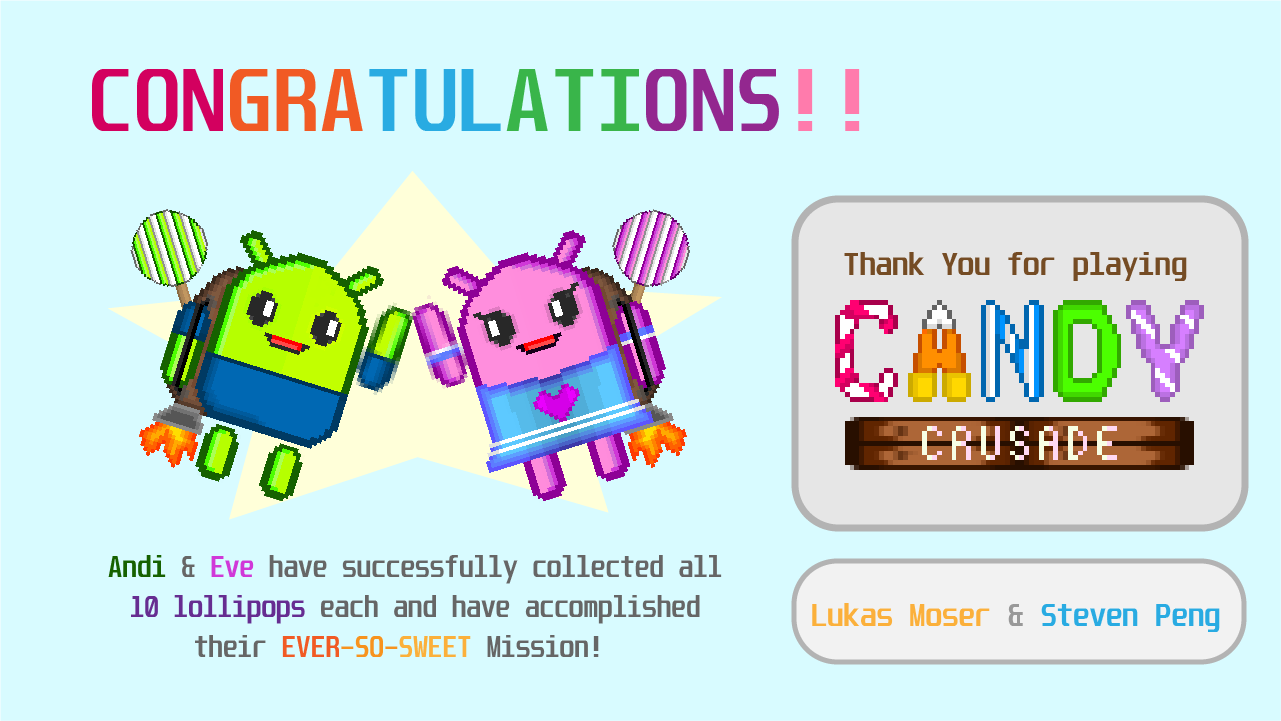 CONGRATULATIONS!!
Andi & Eve have successfully collected all
10 lollipops each and have accomplished
their EVER-SO-SWEET Mission!
Thank You for playing
CANDY
CRUSADE
Lukas Moser & Steven Peng